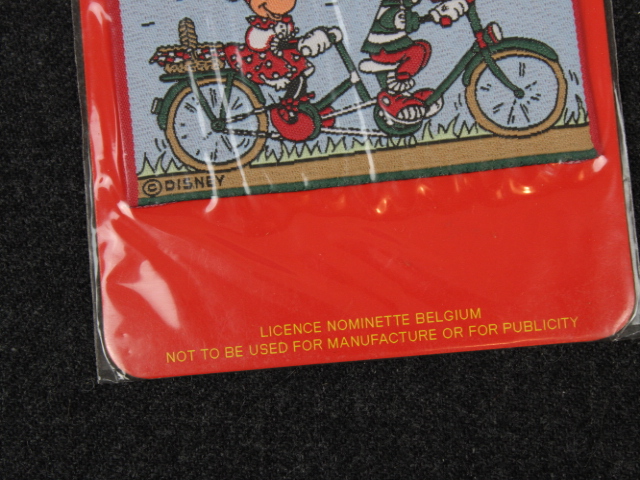 ©DISNEY
LICENCE NOMINETTE BELGIUM
NOT TO BE USED FOR MANUFACTURE OR FOR PUBLICITY